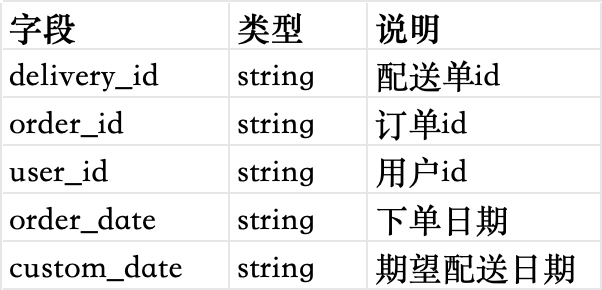 字段 类型 说明
delivery_id string 配送单id
order_id string 订单id
user_id string 用户id
order_date string 下单日期
custom_date string 期望配送日期